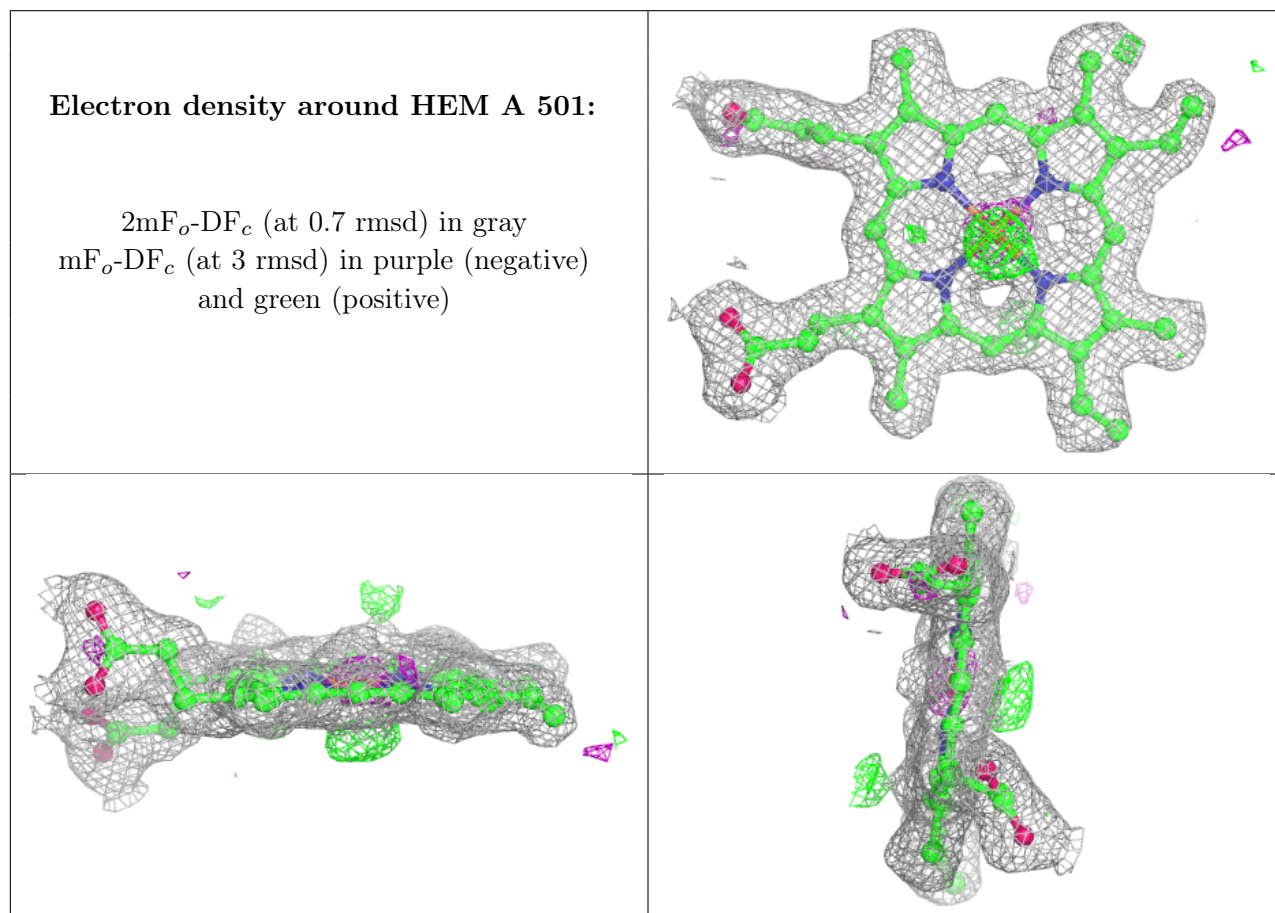 Electron density around HEM A 501:
2mFo-DFc (at 0.7 rmsd) in gray
mFo-DFc (at 3 rmsd) in purple (negative)
and green (positive)